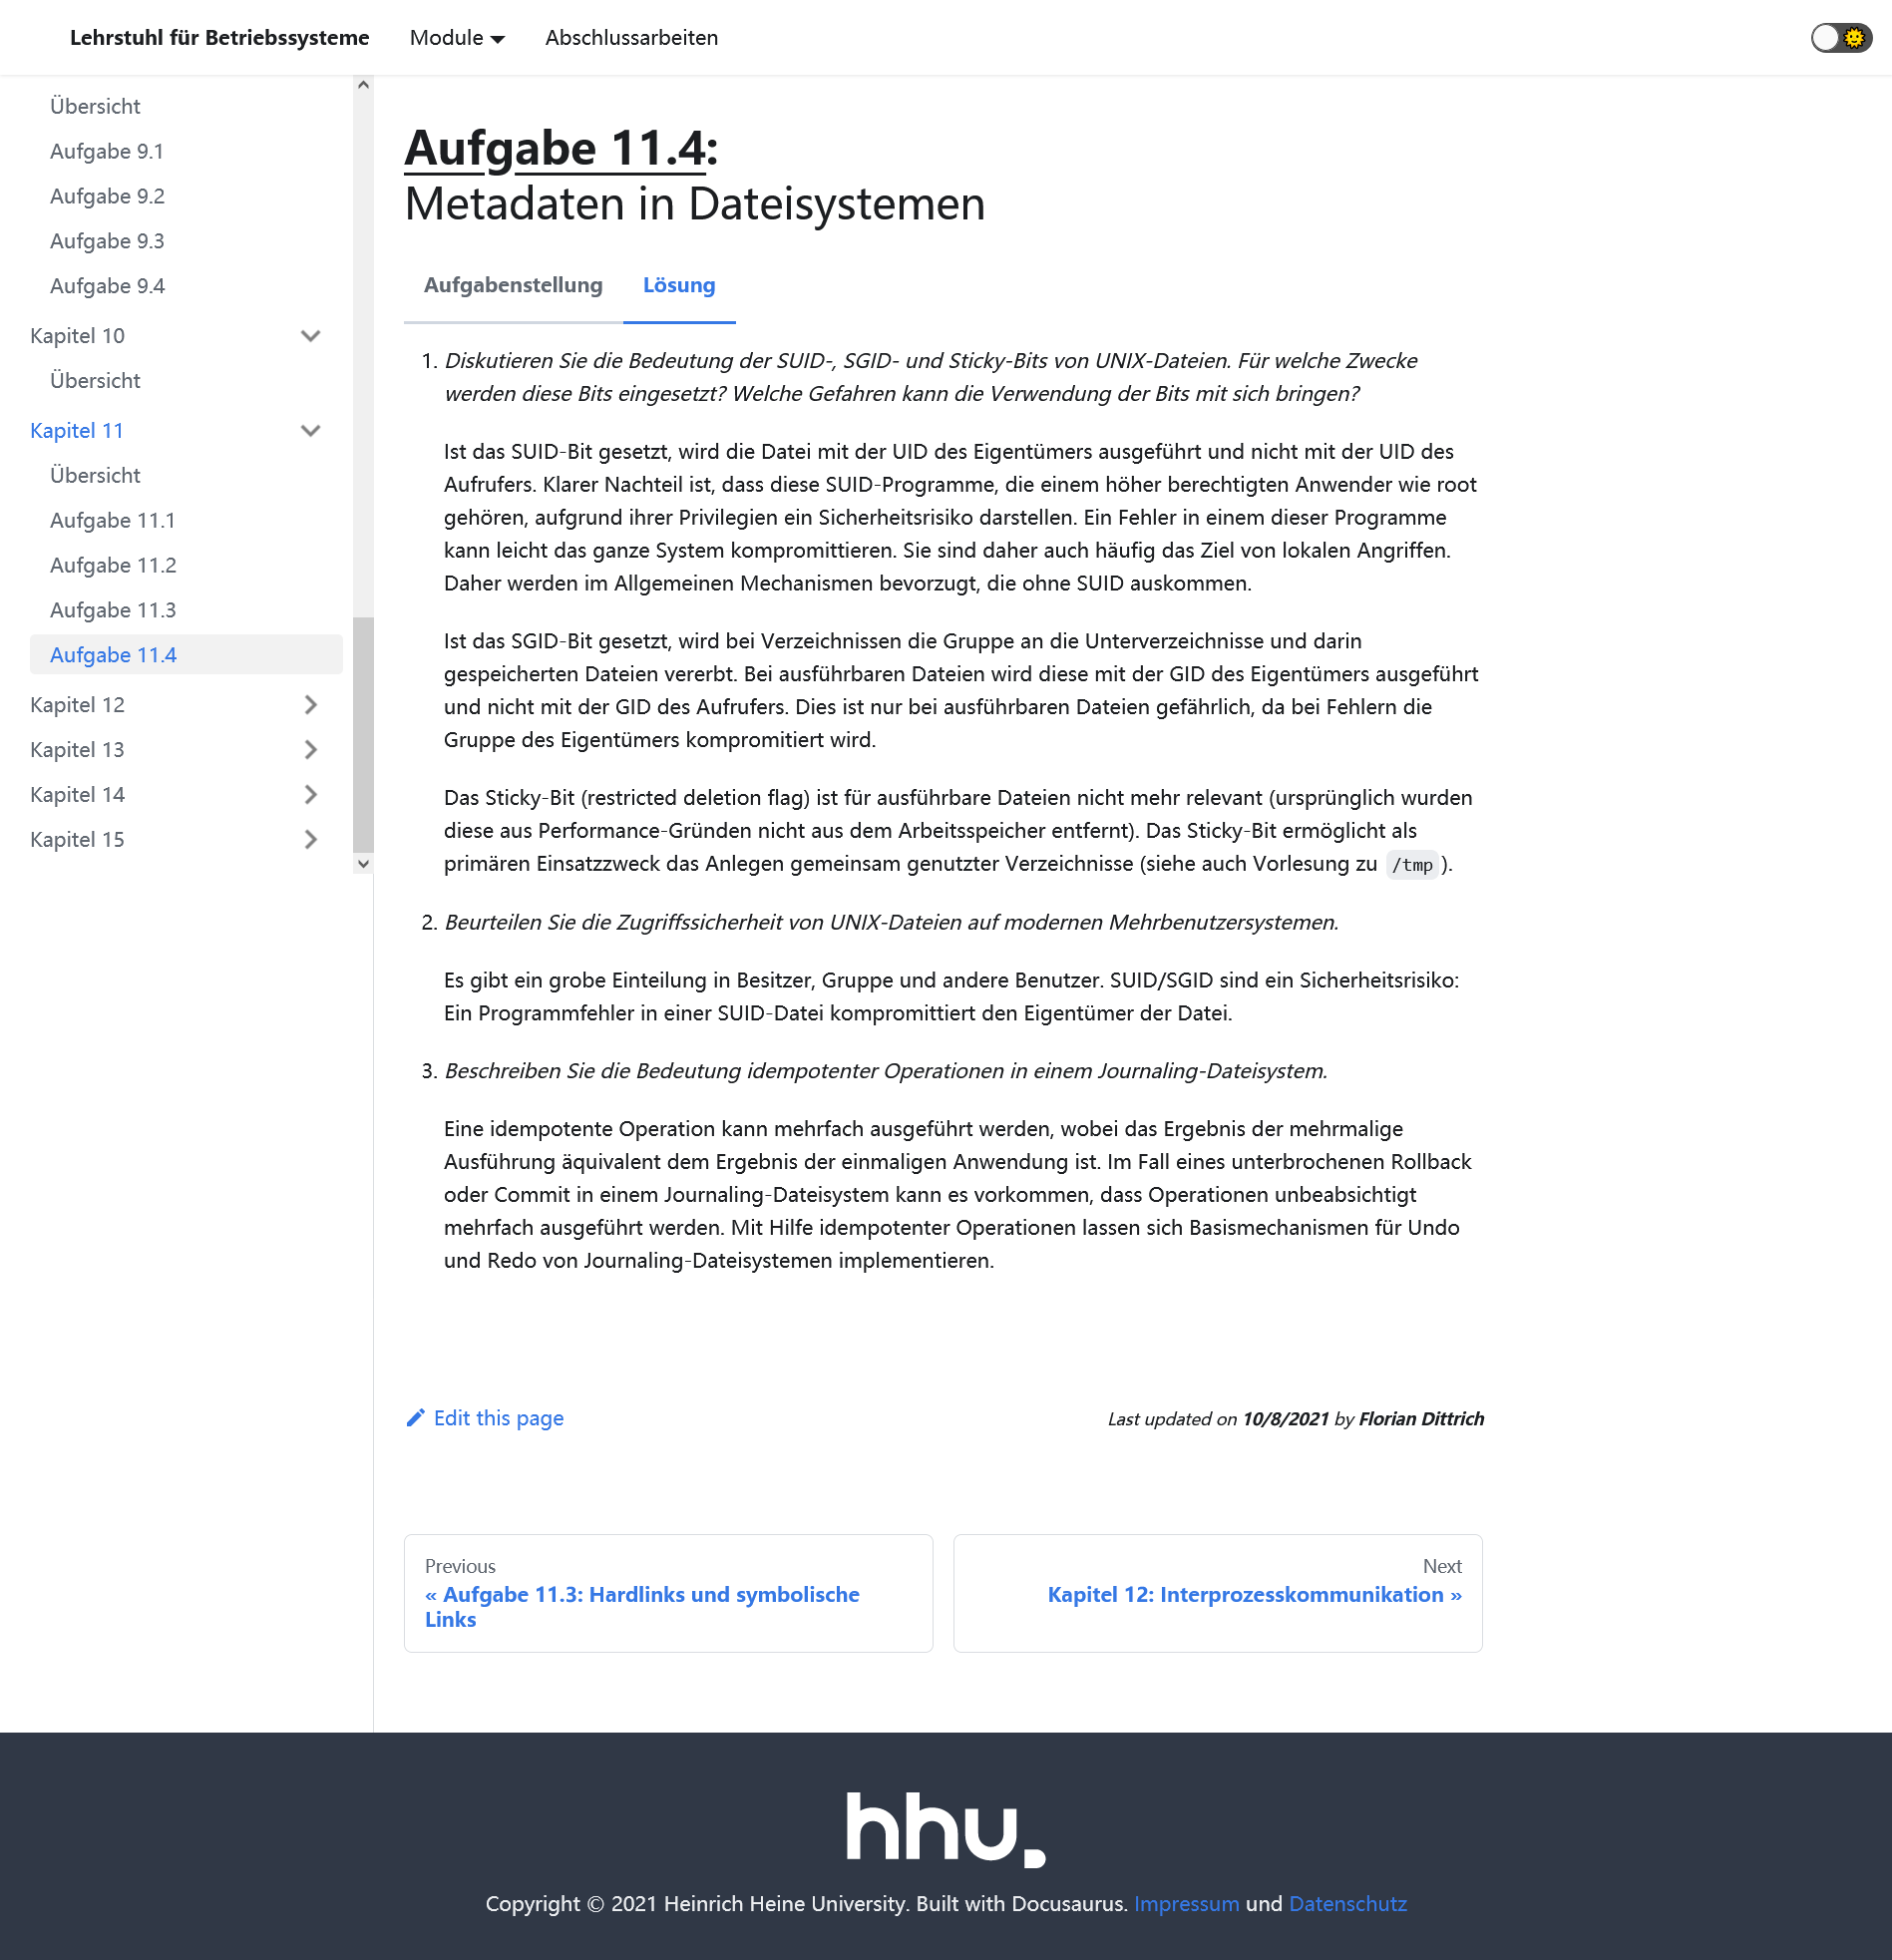 Lehrstuhl für Betriebssysteme Module Abschlussarbeiten
Übersicht
Aufgabe 9.1
Aufgabe 9.2
Aufgabe 9.3
Aufgabe 9.4
Kapitel 10
Übersicht
Kapitel 11
Übersicht
Aufgabe 11.1
Aufgabe 11.2
Aufgabe 11.3
Aufgabe 11.4
Kapitel 12
Kapitel 13
Kapitel 14
Kapitel 15
Aufgabe 11.4:
Metadaten in Dateisystemen
Aufgabenstellung Lösung
1. Diskutieren Sie die Bedeutung der SUID-, SGID- und Sticky-Bits von UNIX-Dateien. Für welche Zwecke
werden diese Bits eingesetzt? Welche Gefahren kann die Verwendung der Bits mit sich bringen?
Ist das SUID-Bit gesetzt, wird die Datei mit der UID des Eigentümers ausgeführt und nicht mit der UID des
Aufrufers. Klarer Nachteil ist, dass diese SUID-Programme, die einem höher berechtigten Anwender wie root
gehören, aufgrund ihrer Privilegien ein Sicherheitsrisiko darstellen. Ein Fehler in einem dieser Programme
kann leicht das ganze System kompromittieren. Sie sind daher auch häufig das Ziel von lokalen Angriffen.
Daher werden im Allgemeinen Mechanismen bevorzugt, die ohne SUID auskommen.
Ist das SGID-Bit gesetzt, wird bei Verzeichnissen die Gruppe an die Unterverzeichnisse und darin
gespeicherten Dateien vererbt. Bei ausführbaren Dateien wird diese mit der GID des Eigentümers ausgeführt
und nicht mit der GID des Aufrufers. Dies ist nur bei ausführbaren Dateien gefährlich, da bei Fehlern die
Gruppe des Eigentümers kompromitiert wird.
Das Sticky-Bit (restricted deletion flag) ist für ausführbare Dateien nicht mehr relevant (ursprünglich wurden
diese aus Performance-Gründen nicht aus dem Arbeitsspeicher entfernt). Das Sticky-Bit ermöglicht als
primären Einsatzzweck das Anlegen gemeinsam genutzter Verzeichnisse (siehe auch Vorlesung zu /tmp).
2. Beurteilen Sie die Zugriffssicherheit von UNIX-Dateien auf modernen Mehrbenutzersystemen.
Es gibt ein grobe Einteilung in Besitzer, Gruppe und andere Benutzer. SUID/SGID sind ein Sicherheitsrisiko:
Ein Programmfehler in einer SUID-Datei kompromittiert den Eigentümer der Datei.
3. Beschreiben Sie die Bedeutung idempotenter Operationen in einem Journaling-Dateisystem.
Eine idempotente Operation kann mehrfach ausgeführt werden, wobei das Ergebnis der mehrmalige
Ausführung äquivalent dem Ergebnis der einmaligen Anwendung ist. Im Fall eines unterbrochenen Rollback
oder Commit in einem Journaling-Dateisystem kann es vorkommen, dass Operationen unbeabsichtigt
mehrfach ausgeführt werden. Mit Hilfe idempotenter Operationen lassen sich Basismechanismen für Undo
und Redo von Journaling-Dateisystemen implementieren.
Edit this page Last updated on 10/8/2021 by Florian Dittrich
Previous
« Aufgabe 11.3: Hardlinks und symbolische
Links
Next
Kapitel 12: Interprozesskommunikation »
hhu.
Copyright © 2021 Heinrich Heine University. Built with Docusaurus. Impressum und Datenschutz